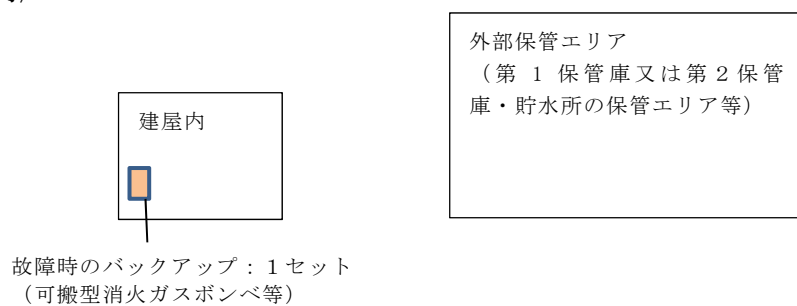 外部保管エリア
（第１保管庫又は第２保管
庫・貯水所の保管エリア等）
建屋内
故障時のバックアップ：１セット
（可搬型消火ガスボンベ等）